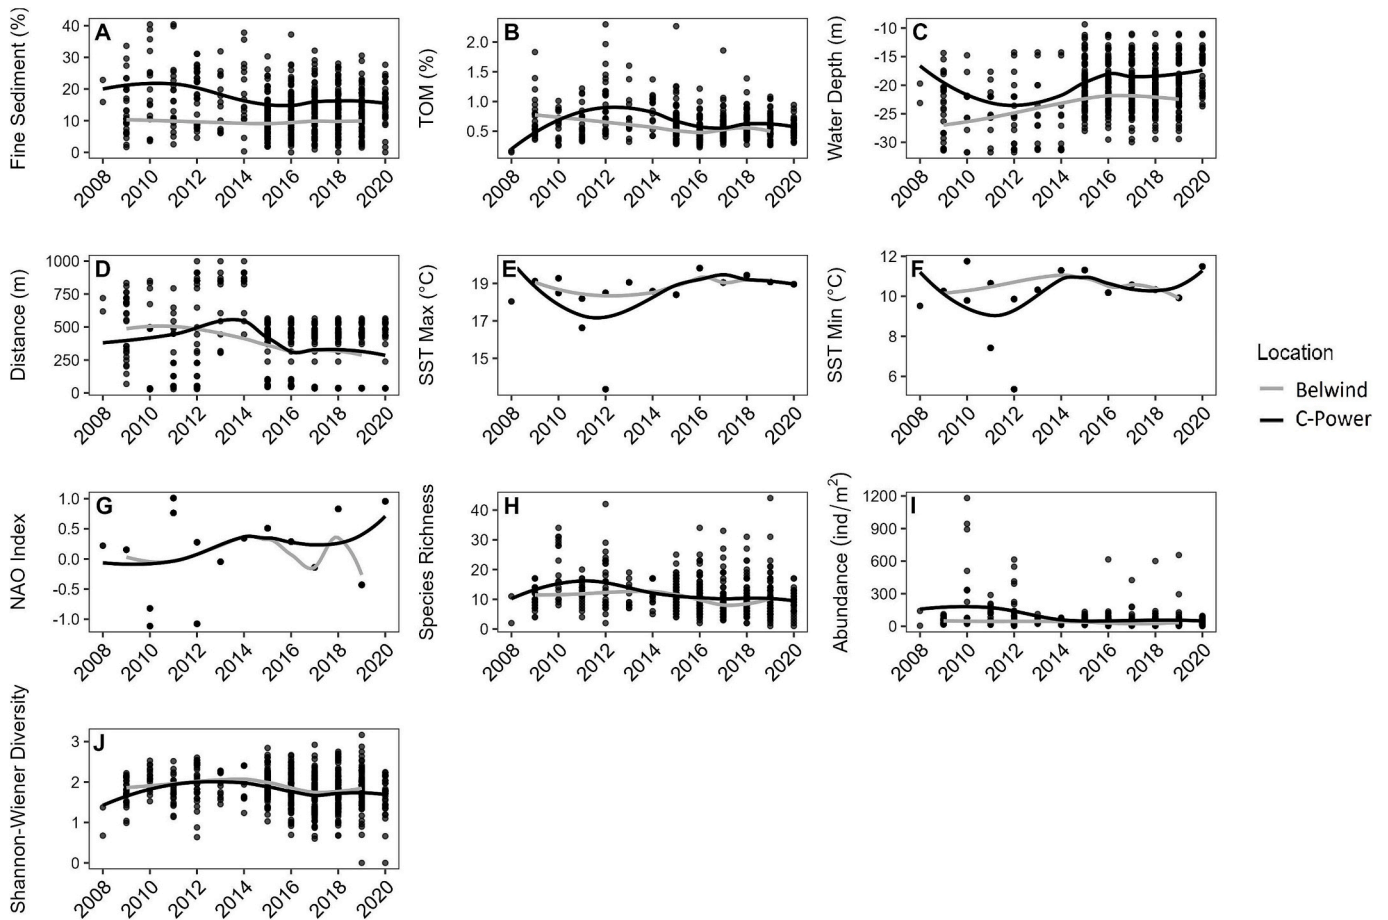 A
Fine Sediment (%)
40
30
20
10
0
2008 2010 2012 2014 2016 2018 2020
B
TOM (%)
2.0
1.5
1.0
0.5
2008 2010 2012 2014 2016 2018 2020
C
Water Depth (m)
-10
-15
-20
-25
-30
2008 2010 2012 2014 2016 2018 2020
D
Distance (m)
1000
750
500
250
0
2008 2010 2012 2014 2016 2018 2020
E
SST Max (°C)
19
17
15
2008 2010 2012 2014 2016 2018 2020
F
SST Min (°C)
12
10
8
6
2008 2010 2012 2014 2016 2018 2020
Location
Belwind
C-Power
G
NAO Index
1.0
0.5
0.0
-0.5
-1.0
2008 2010 2012 2014 2016 2018 2020
H
Species Richness
40
30
20
10
0
2008 2010 2012 2014 2016 2018 2020
I
Abundance (ind/m²)
1200
900
600
300
0
2008 2010 2012 2014 2016 2018 2020
J
Shannon-Wiener Diversity
3
2
1
0
2008 2010 2012 2014 2016 2018 2020